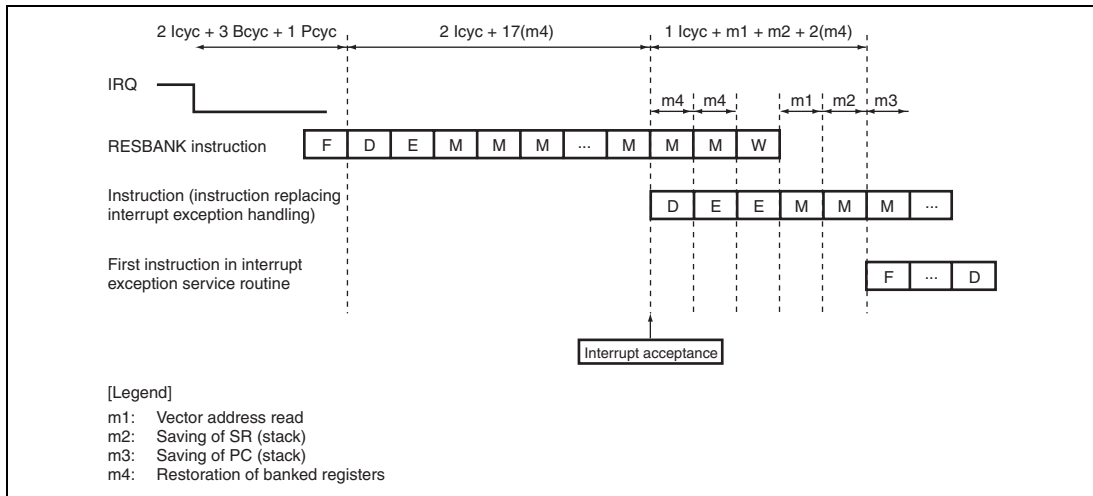 2 Icyc + 3 Bcyc + 1 Pcyc 2 Icyc + 17(m4) 1 Icyc + m1 + m2 + 2(m4)
IRQ
m4 m4 m1 m2 m3
RESBANK instruction F D E M M M ... M M M W
Instruction (instruction replacing
interrupt exception handling) D E E M M M ...
First instruction in interrupt
exception service routine F ... D
Interrupt acceptance
[Legend]
m1: Vector address read
m2: Saving of SR (stack)
m3: Saving of PC (stack)
m4: Restoration of banked registers